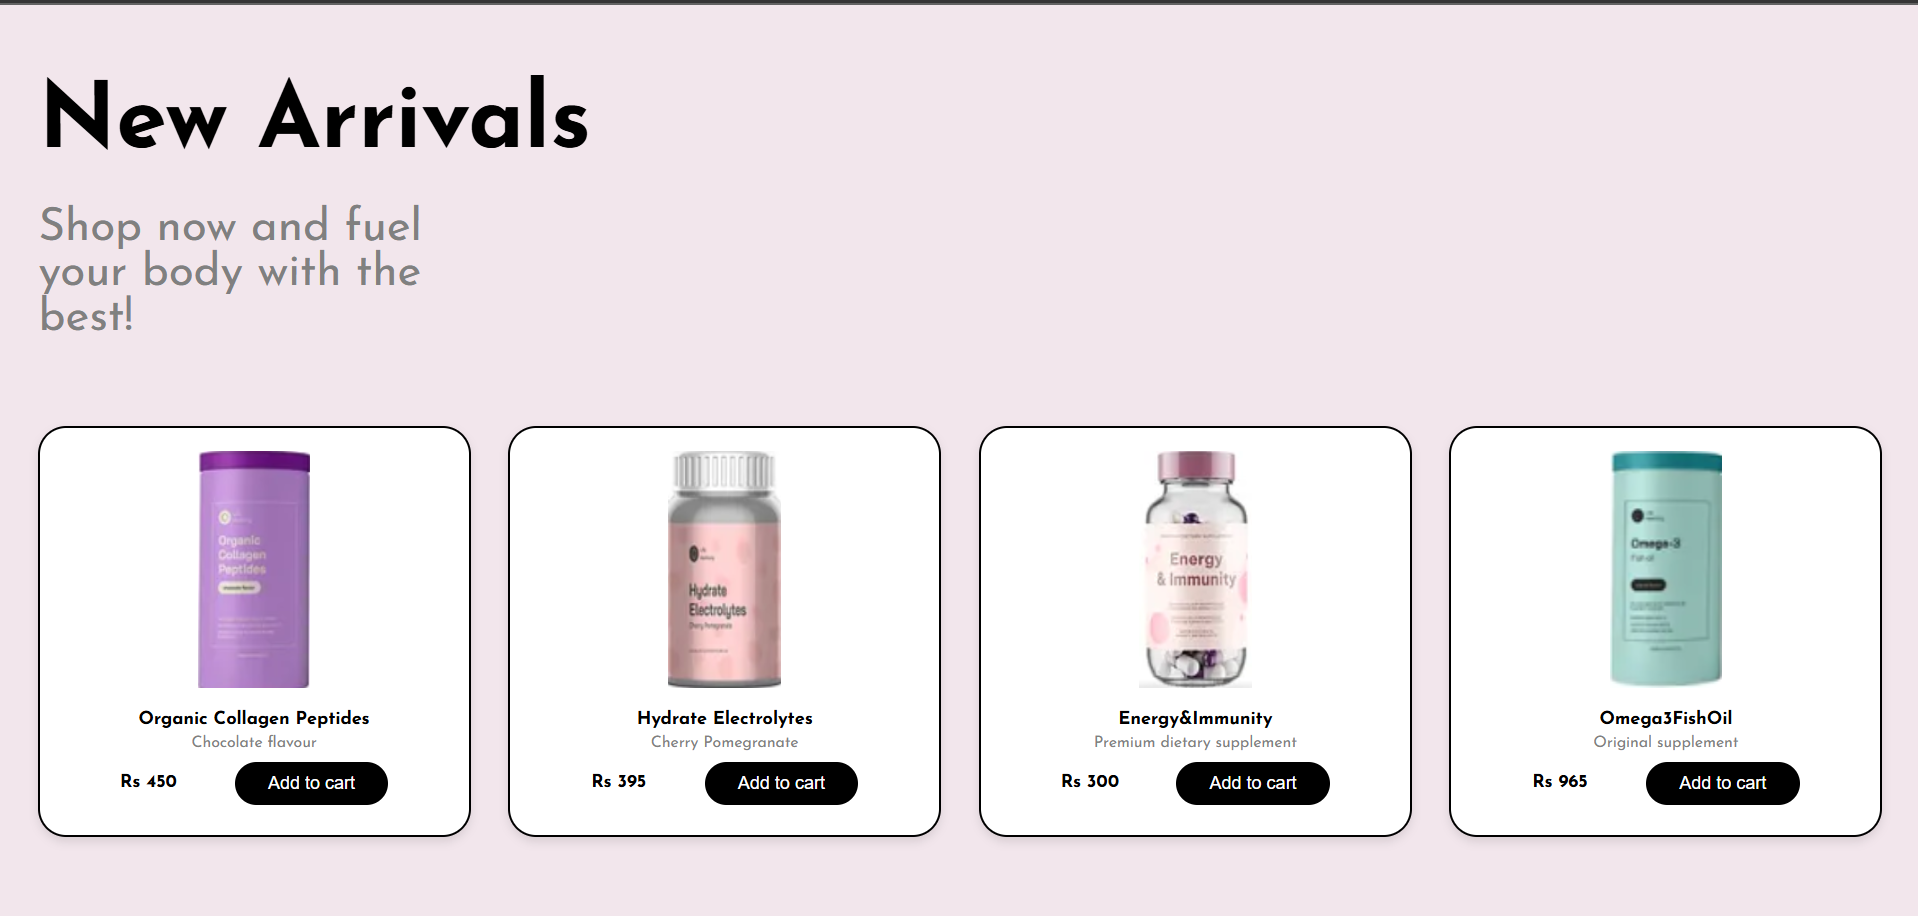 New Arrivals
Shop now and fuel
your body with the
best!
Organic
Collagen
Peptides
Hydrate
Electrolytes
Cherry Pomegranate
Energy
& Immunity
Omega-3
Organic Collagen Peptides
Chocolate flavour
Rs 450
Add to cart
Hydrate Electrolytes
Cherry Pomegranate
Rs 395
Add to cart
Energy&Immunity
Premium dietary supplement
Rs 300
Add to cart
Omega3FishOil
Original supplement
Rs 965
Add to cart